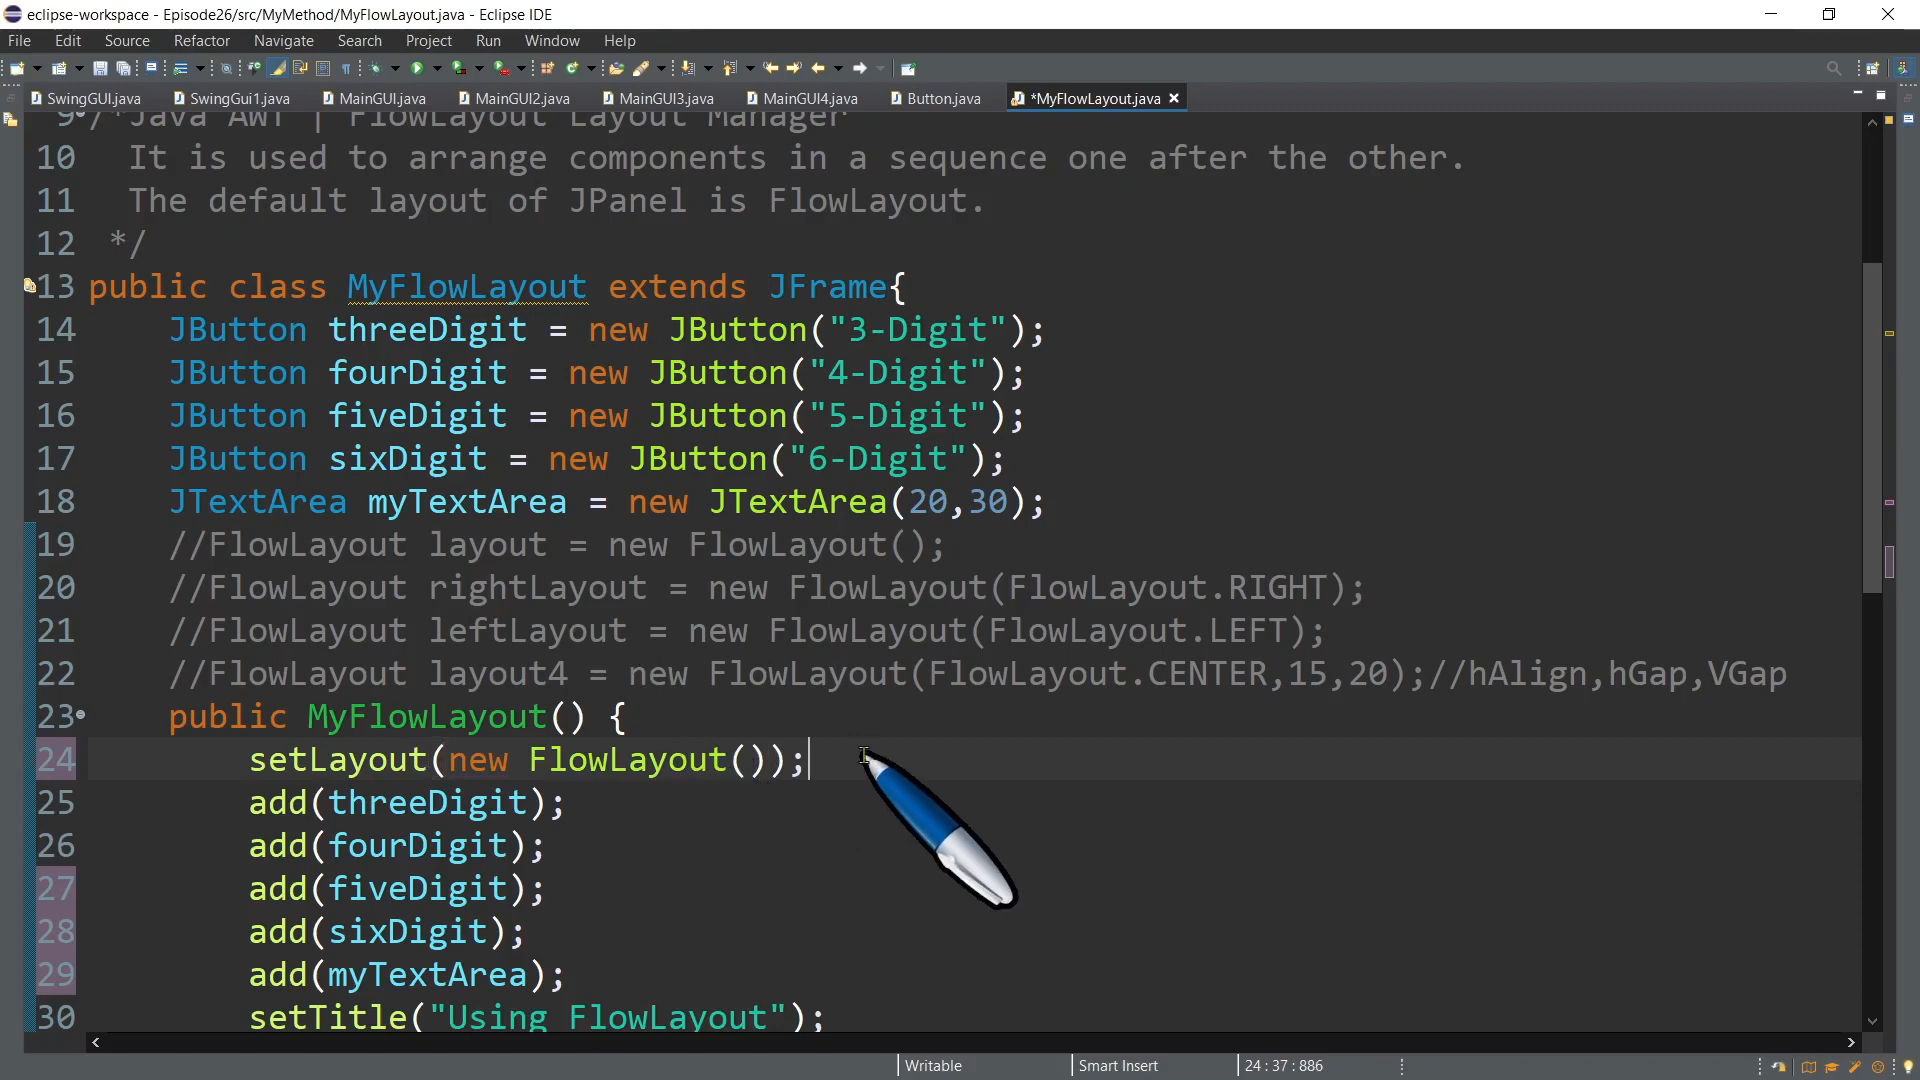 eclipse-workspace - Episode26/src/MyMethod/MyFlowLayout.java - Eclipse IDE
File Edit Source Refactor Navigate Search Project Run Window Help
SwingGUI.java SwingGui1.java MainGUI.java MainGUI2.java MainGUI3.java MainGUI4.java Button.java *MyFlowLayout.java
9 /*Java AWT | FlowLayout Layout Manager
10 It is used to arrange components in a sequence one after the other.
11 The default layout of JPanel is FlowLayout.
12 */
13 public class MyFlowLayout extends JFrame{
14 JButton threeDigit = new JButton("3-Digit");
15 JButton fourDigit = new JButton("4-Digit");
16 JButton fiveDigit = new JButton("5-Digit");
17 JButton sixDigit = new JButton("6-Digit");
18 JTextArea myTextArea = new JTextArea(20,30);
19 //FlowLayout layout = new FlowLayout();
20 //FlowLayout rightLayout = new FlowLayout(FlowLayout.RIGHT);
21 //FlowLayout leftLayout = new FlowLayout(FlowLayout.LEFT);
22 //FlowLayout layout4 = new FlowLayout(FlowLayout.CENTER,15,20);//hAlign,hGap,VGap
23 public MyFlowLayout() {
24 setLayout(new FlowLayout());
25 add(threeDigit);
26 add(fourDigit);
27 add(fiveDigit);
28 add(sixDigit);
29 add(myTextArea);
30 setTitle("Using FlowLayout");
Writable Smart Insert 24 : 37 : 886